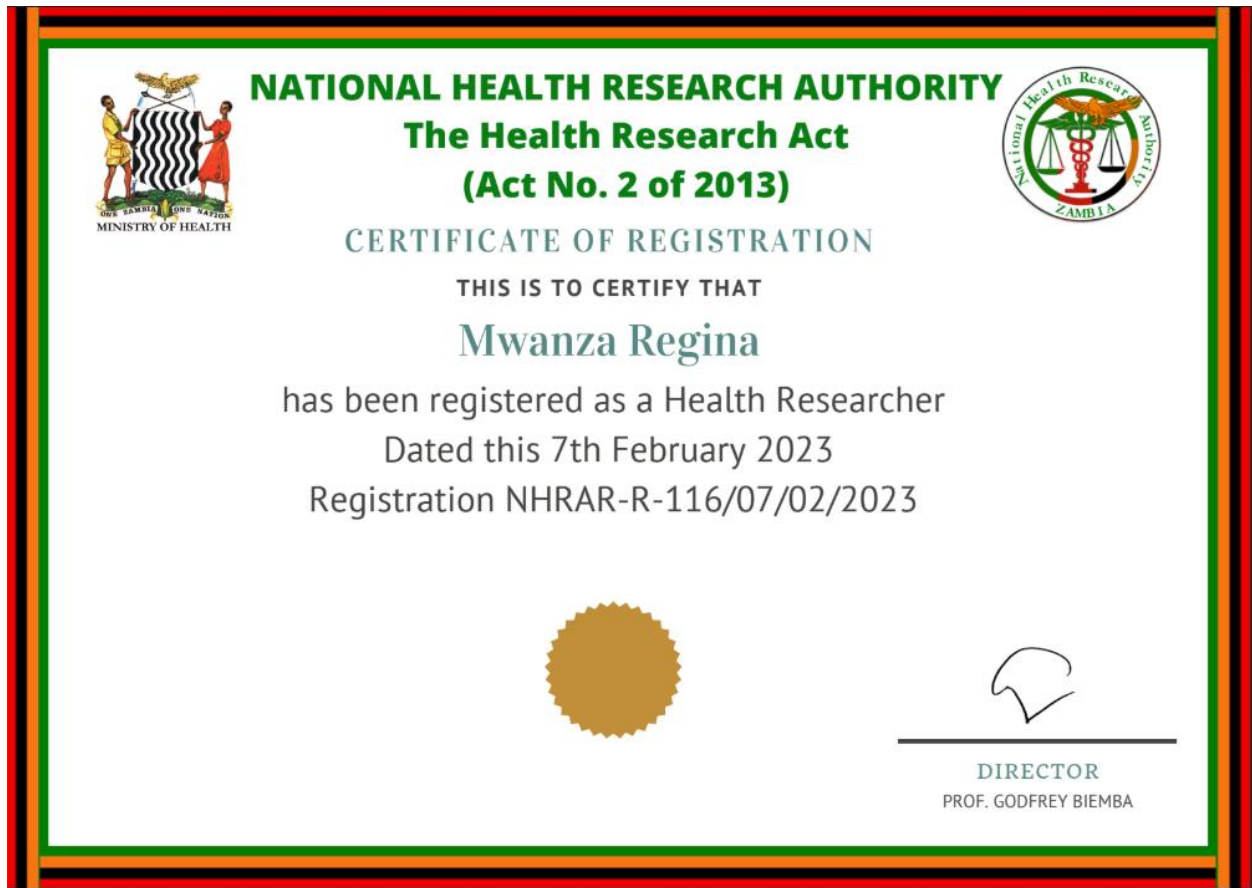 NATIONAL HEALTH RESEARCH AUTHORITY
The Health Research Act
(Act No. 2 of 2013)
ONE ZAMBIA ONE NATION
MINISTRY OF HEALTH
National Health Research Authority
ZAMBIA
CERTIFICATE OF REGISTRATION
THIS IS TO CERTIFY THAT
Mwanza Regina
has been registered as a Health Researcher
Dated this 7th February 2023
Registration NHRAR-R-116/07/02/2023
DIRECTOR
PROF. GODFREY BIEMBA